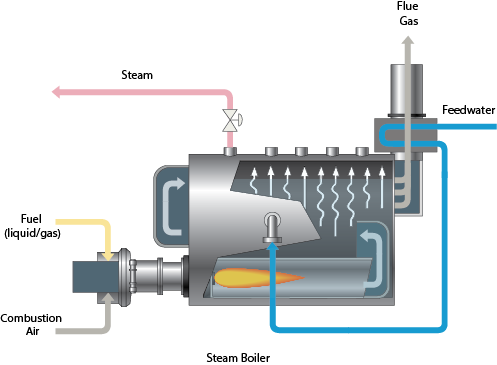 Flue
Gas
Steam
Feedwater
Fuel
(liquid/gas)
Combustion
Air
Steam Boiler